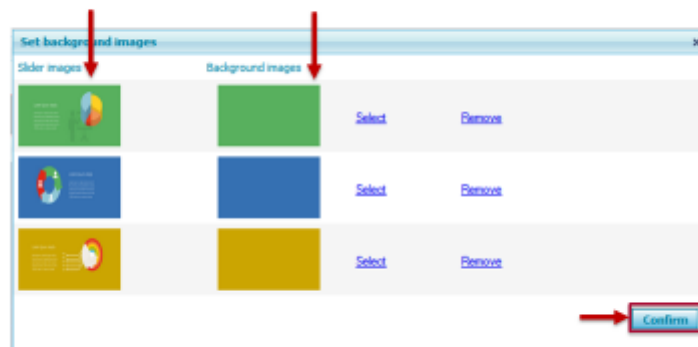 Set background images
Slider images Background images
Select Remove
Select Remove
Select Remove
Confirm